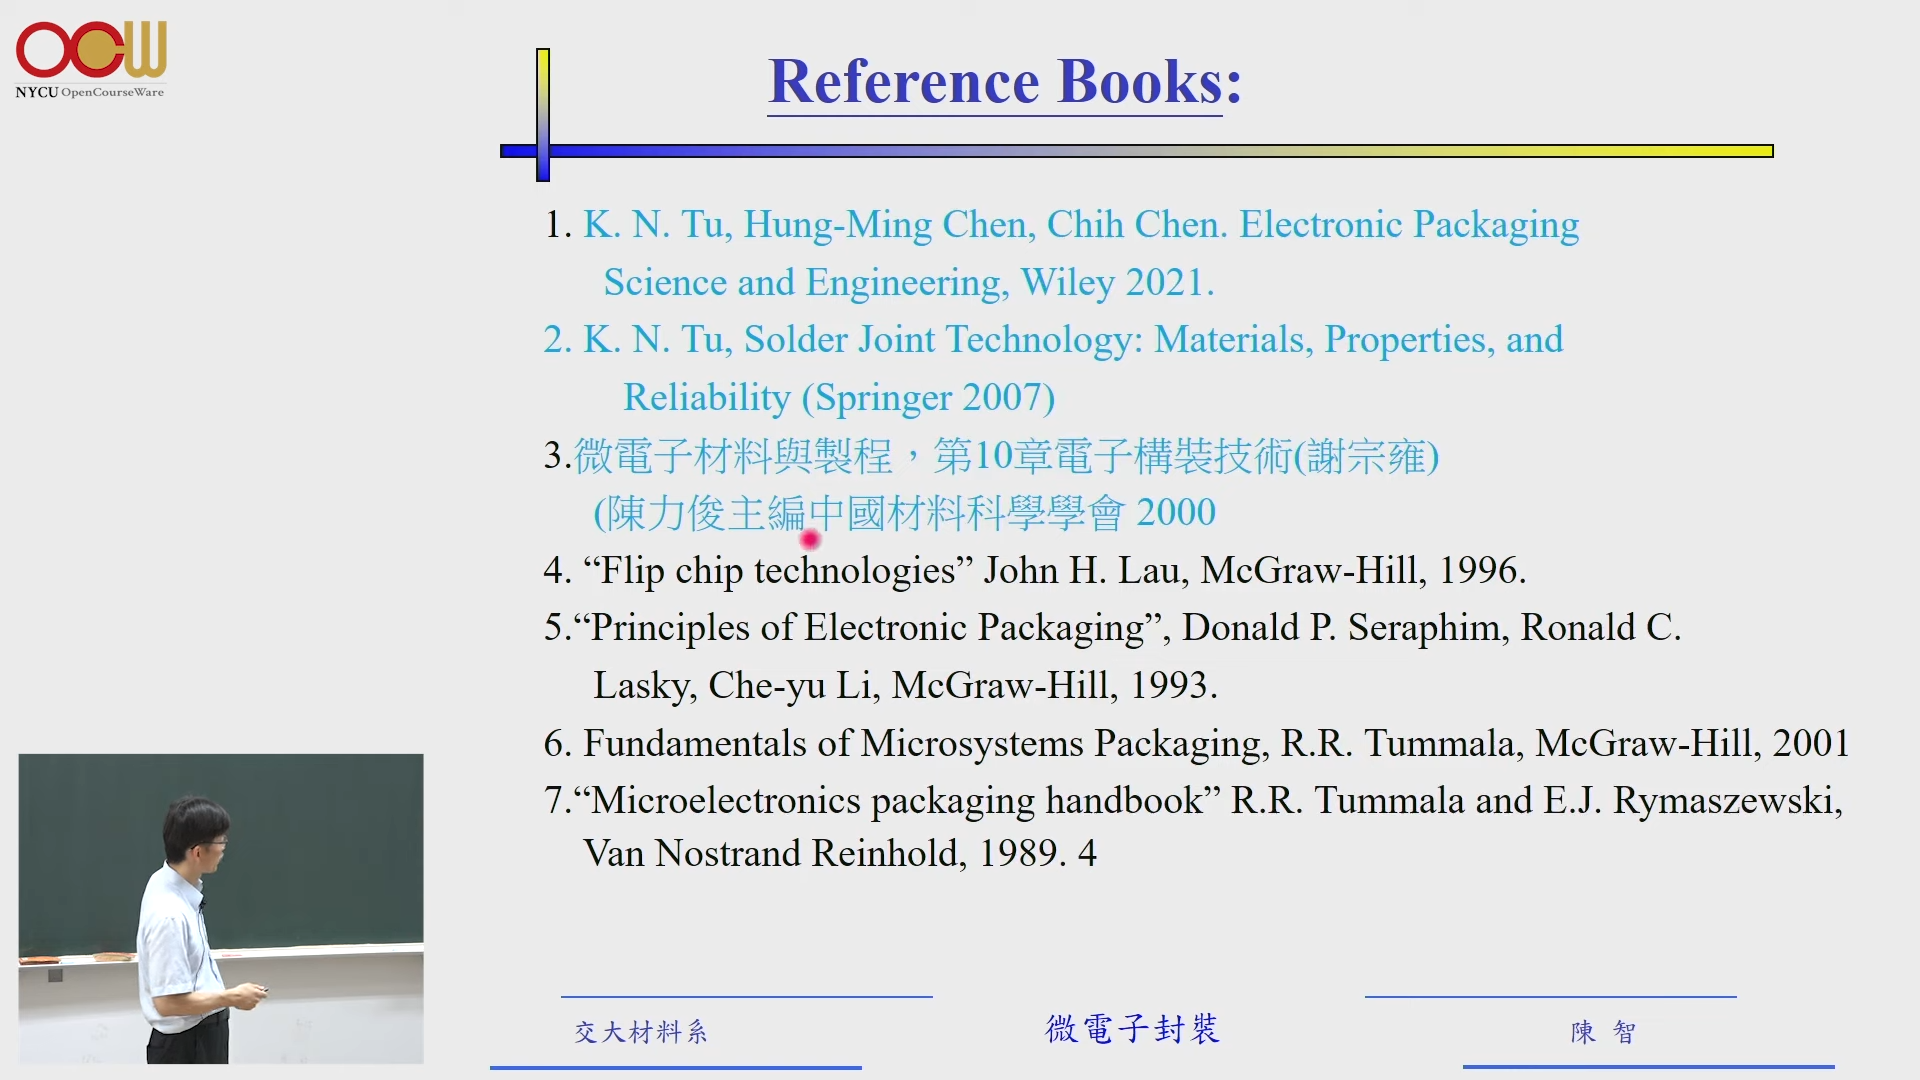 OCW
NYCU OpenCourseWare
Reference Books:
1. K. N. Tu, Hung-Ming Chen, Chih Chen. Electronic Packaging
Science and Engineering, Wiley 2021.
2. K. N. Tu, Solder Joint Technology: Materials, Properties, and
Reliability (Springer 2007)
3.微電子材料與製程，第10章電子構裝技術(謝宗雍)
(陳力俊主編中國材料科學學會 2000
4. “Flip chip technologies” John H. Lau, McGraw-Hill, 1996.
5.“Principles of Electronic Packaging”, Donald P. Seraphim, Ronald C.
Lasky, Che-yu Li, McGraw-Hill, 1993.
6. Fundamentals of Microsystems Packaging, R.R. Tummala, McGraw-Hill, 2001
7.“Microelectronics packaging handbook” R.R. Tummala and E.J. Rymaszewski,
Van Nostrand Reinhold, 1989. 4
交大材料系
微電子封裝
陳 智